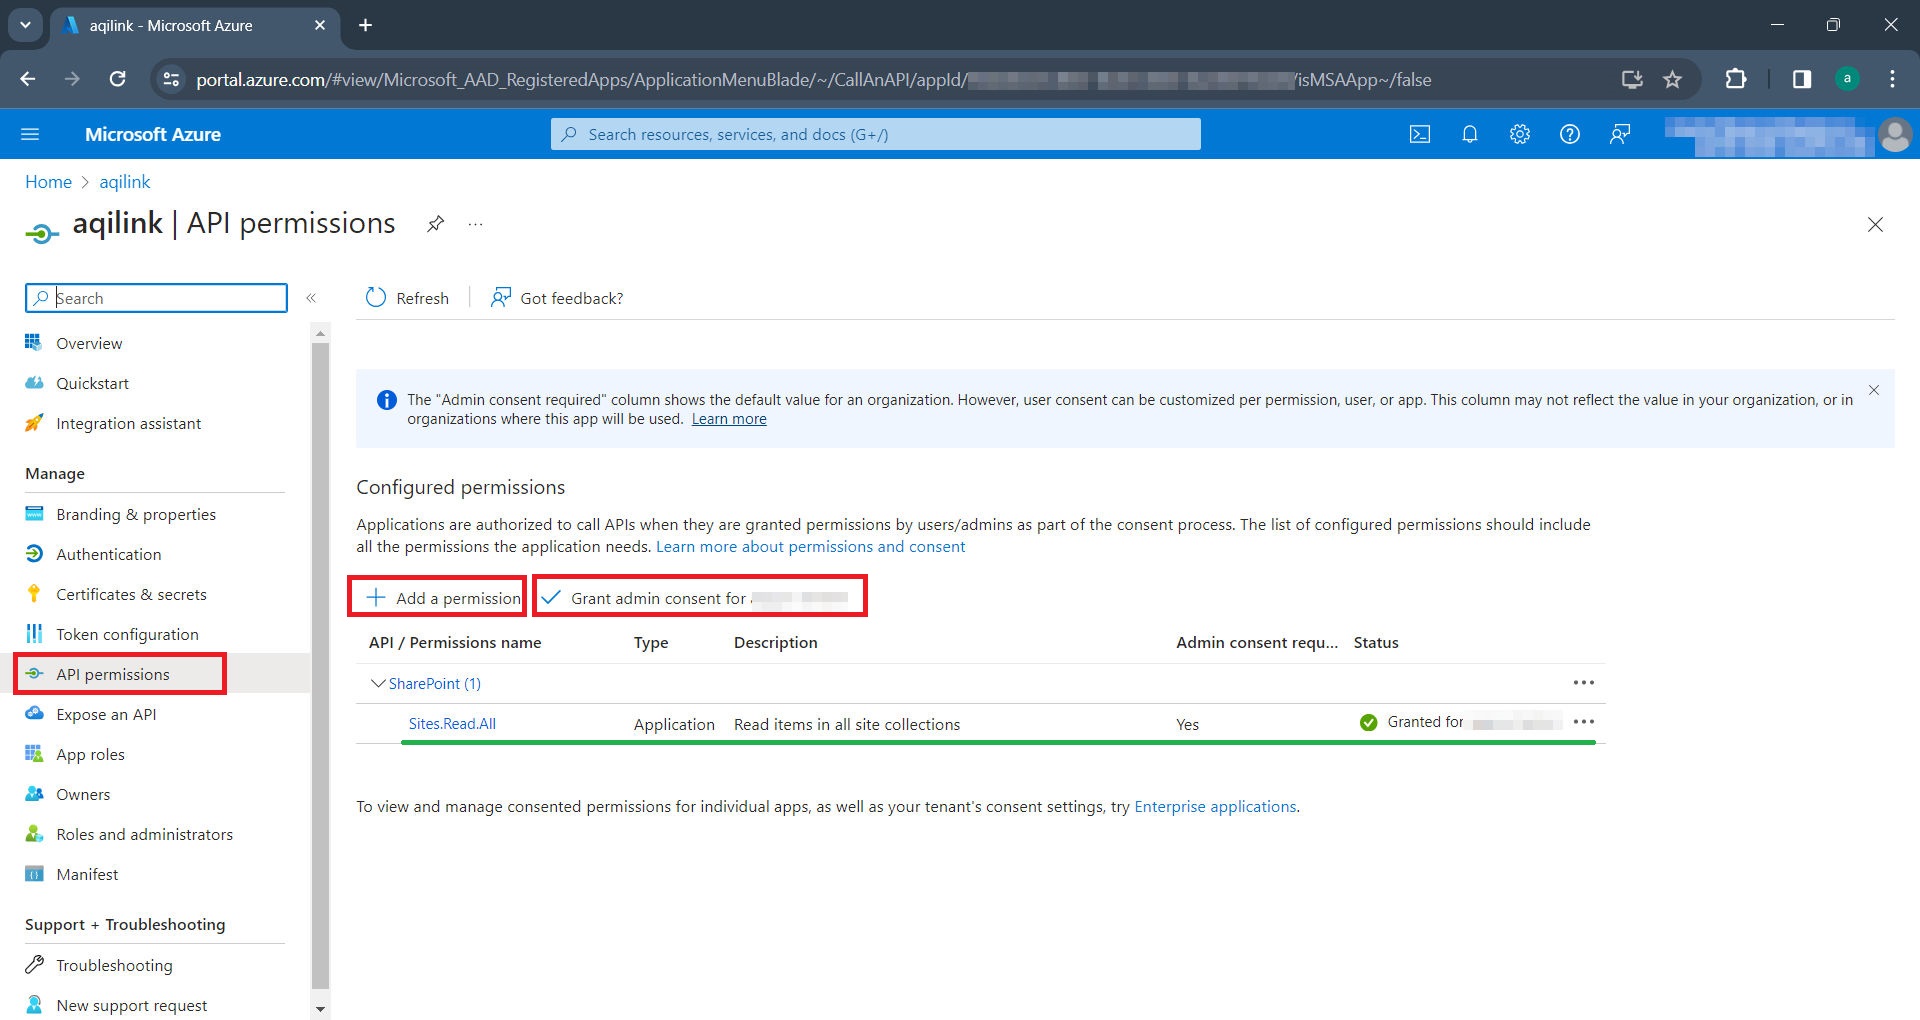 aqilink - Microsoft Azure
portal.azure.com/#view/Microsoft_AAD_RegisteredApps/ApplicationMenuBlade/~/CallAnAPI/appId/ /isMSAApp~/false
a
Microsoft Azure
Search resources, services, and docs (G+/)
Home > aqilink
aqilink | API permissions
Search
Refresh
Got feedback?
Overview
Quickstart
Integration assistant
Manage
Branding & properties
Authentication
Certificates & secrets
Token configuration
API permissions
Expose an API
App roles
Owners
Roles and administrators
Manifest
Support + Troubleshooting
Troubleshooting
New support request
The "Admin consent required" column shows the default value for an organization. However, user consent can be customized per permission, user, or app. This column may not reflect the value in your organization, or in
organizations where this app will be used. Learn more
Configured permissions
Applications are authorized to call APIs when they are granted permissions by users/admins as part of the consent process. The list of configured permissions should include
all the permissions the application needs. Learn more about permissions and consent
Add a permission
Grant admin consent for
API / Permissions name Type Description Admin consent requ... Status
SharePoint (1)
Sites.Read.All Application Read items in all site collections Yes Granted for
To view and manage consented permissions for individual apps, as well as your tenant's consent settings, try Enterprise applications.